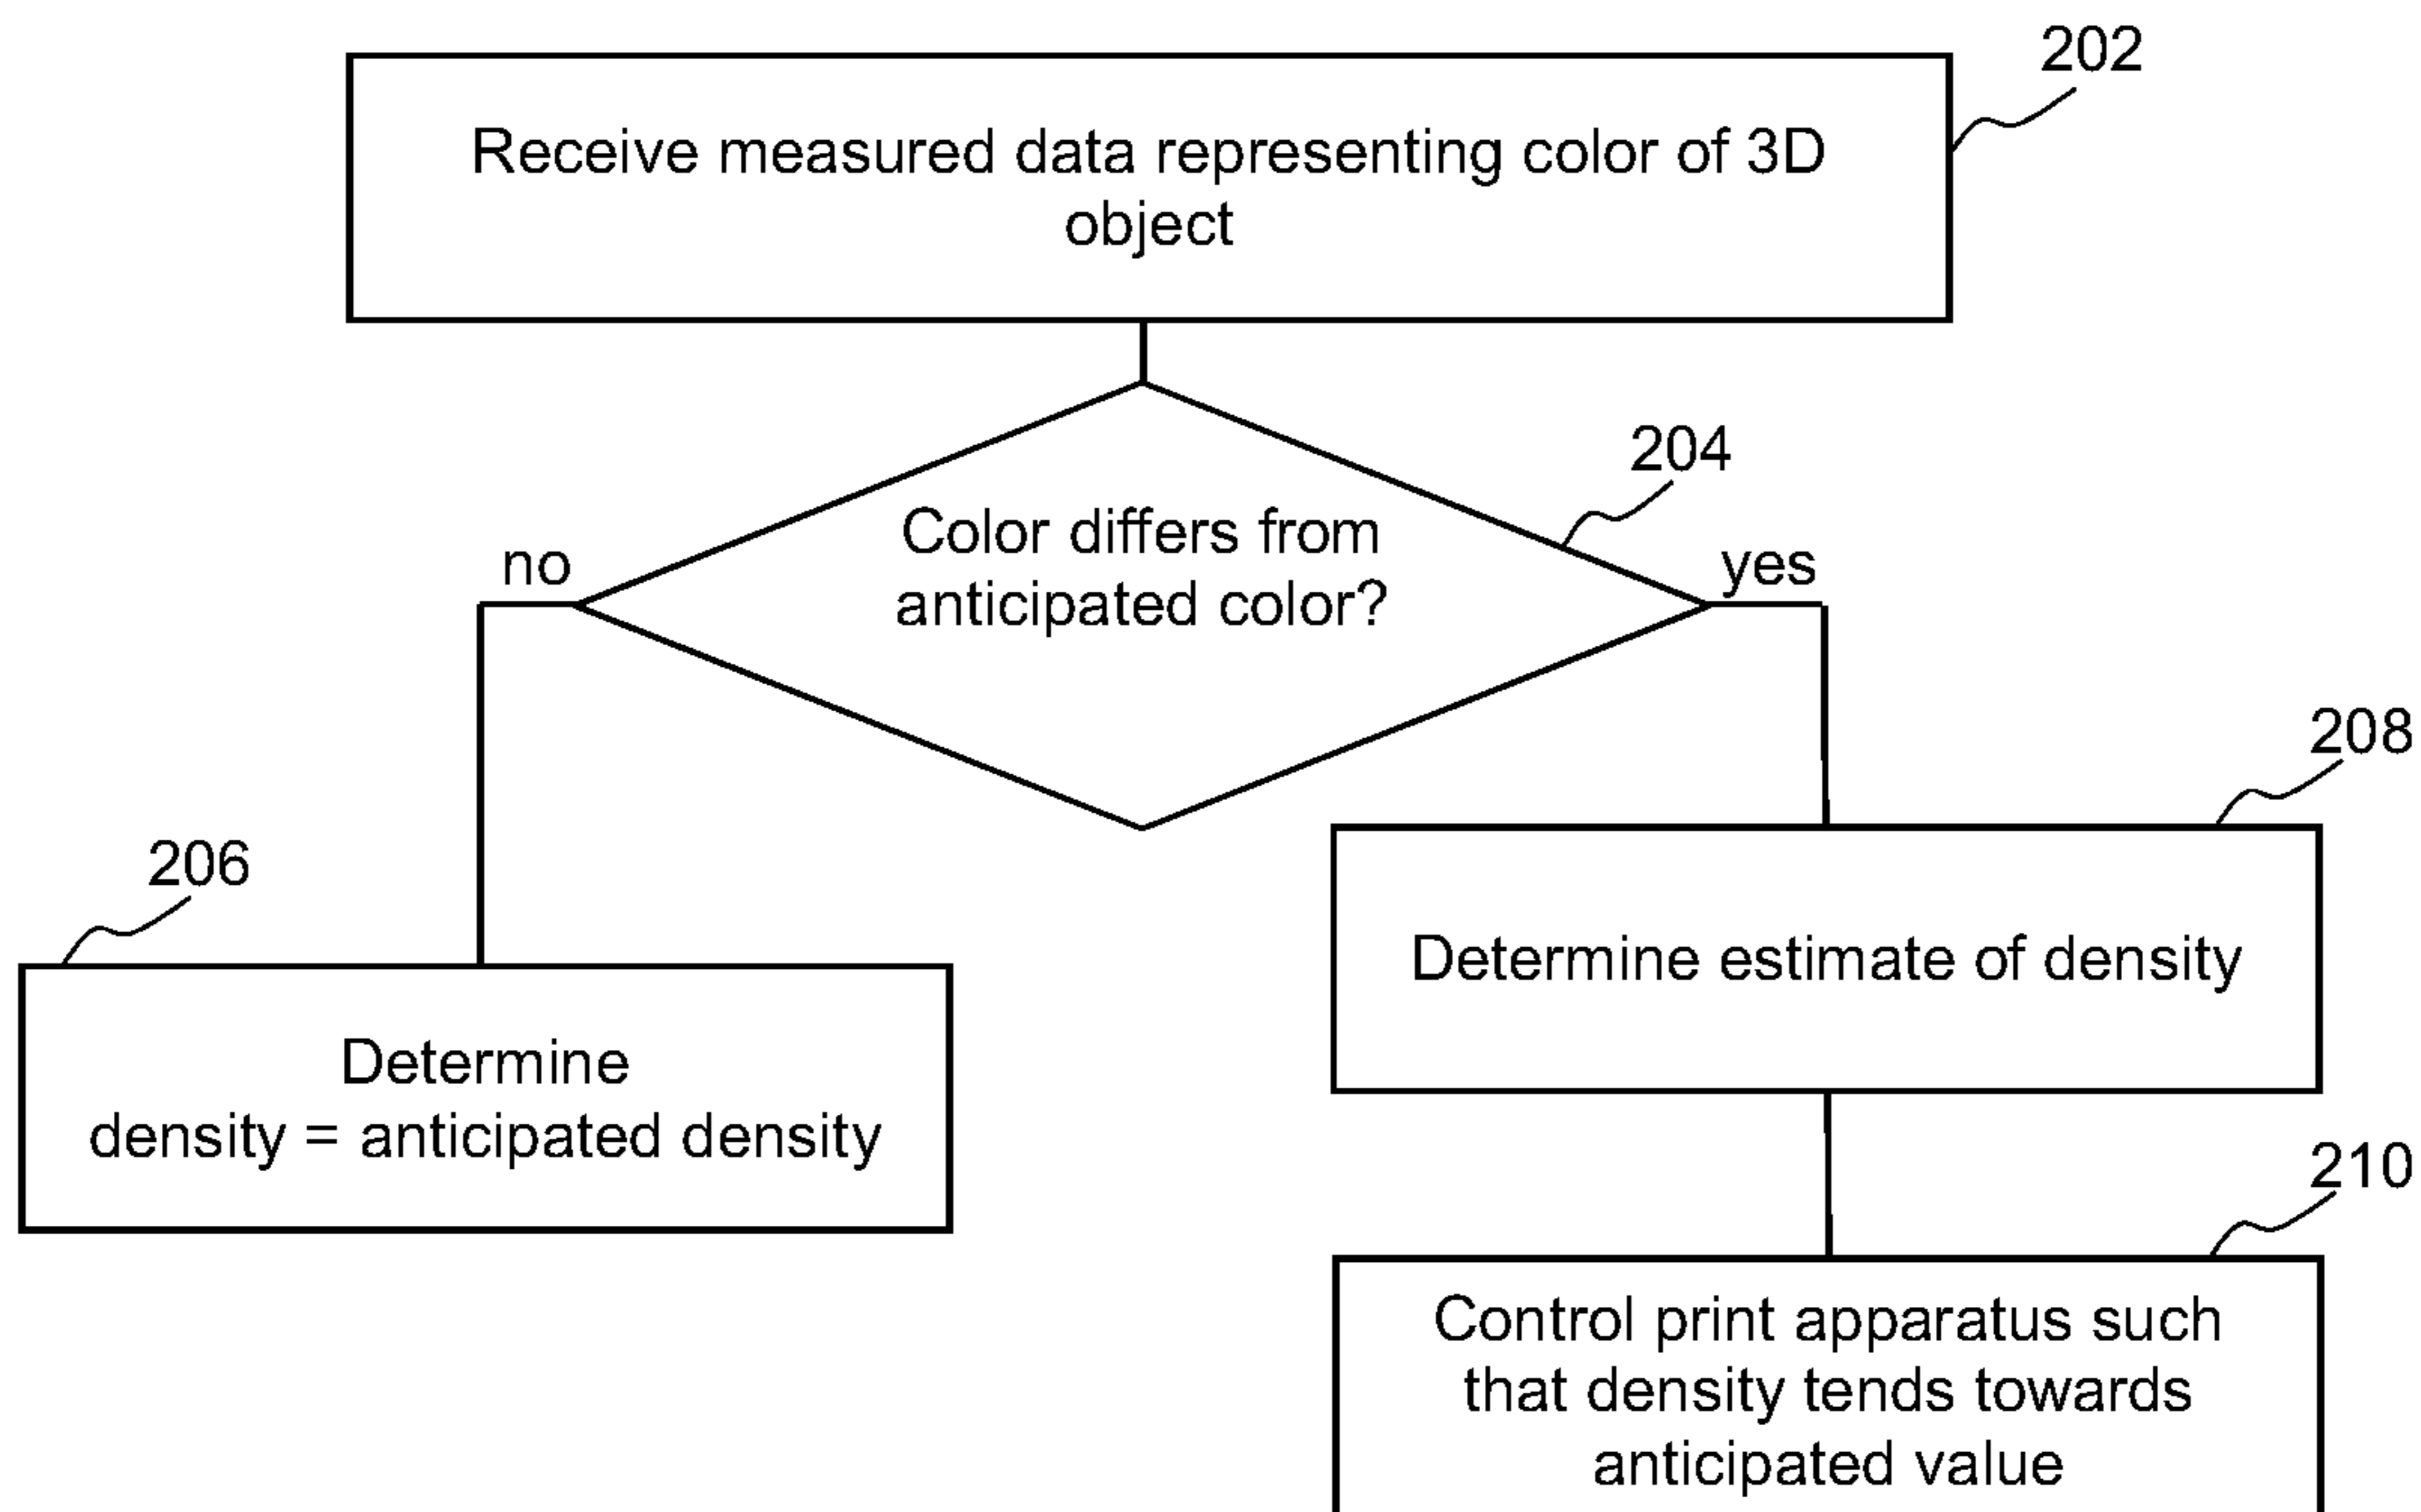 202
Receive measured data representing color of 3D
object
204
Color differs from
anticipated color?
no
yes
206
Determine
density = anticipated density
208
Determine estimate of density
210
Control print apparatus such
that density tends towards
anticipated value